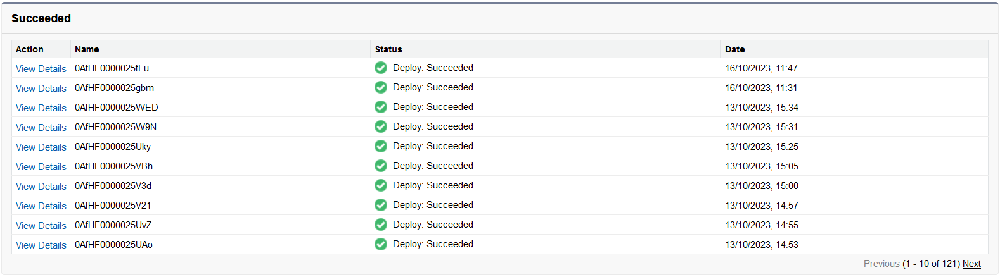 Succeeded
Action Name Status Date
View Details 0AfHF0000025fFu Deploy: Succeeded 16/10/2023, 11:47
View Details 0AfHF0000025gbm Deploy: Succeeded 16/10/2023, 11:31
View Details 0AfHF0000025WED Deploy: Succeeded 13/10/2023, 15:34
View Details 0AfHF0000025W9N Deploy: Succeeded 13/10/2023, 15:31
View Details 0AfHF0000025Uky Deploy: Succeeded 13/10/2023, 15:25
View Details 0AfHF0000025VBh Deploy: Succeeded 13/10/2023, 15:05
View Details 0AfHF0000025V3d Deploy: Succeeded 13/10/2023, 15:00
View Details 0AfHF0000025V21 Deploy: Succeeded 13/10/2023, 14:57
View Details 0AfHF0000025UvZ Deploy: Succeeded 13/10/2023, 14:55
View Details 0AfHF0000025UAo Deploy: Succeeded 13/10/2023, 14:53
Previous (1 - 10 of 121) Next